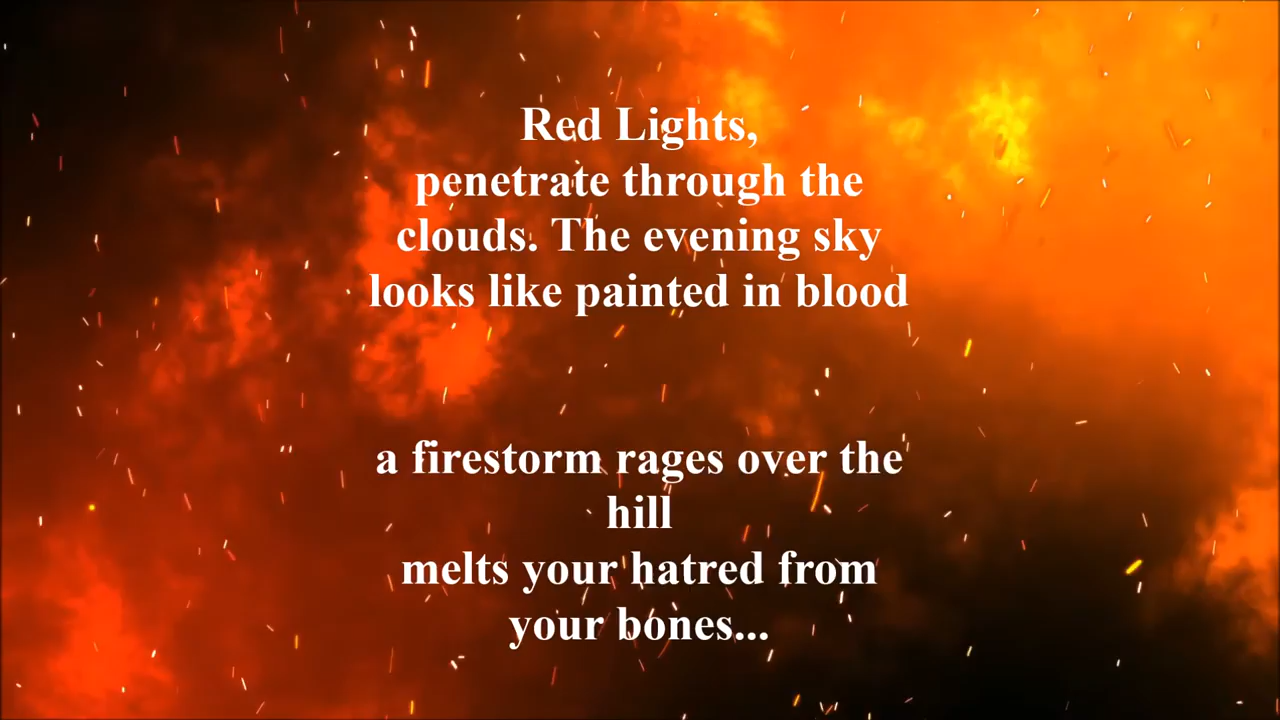 Red Lights,
penetrate through the
clouds. The evening sky
looks like painted in blood
a firestorm rages over the
hill
melts your hatred from
your bones...